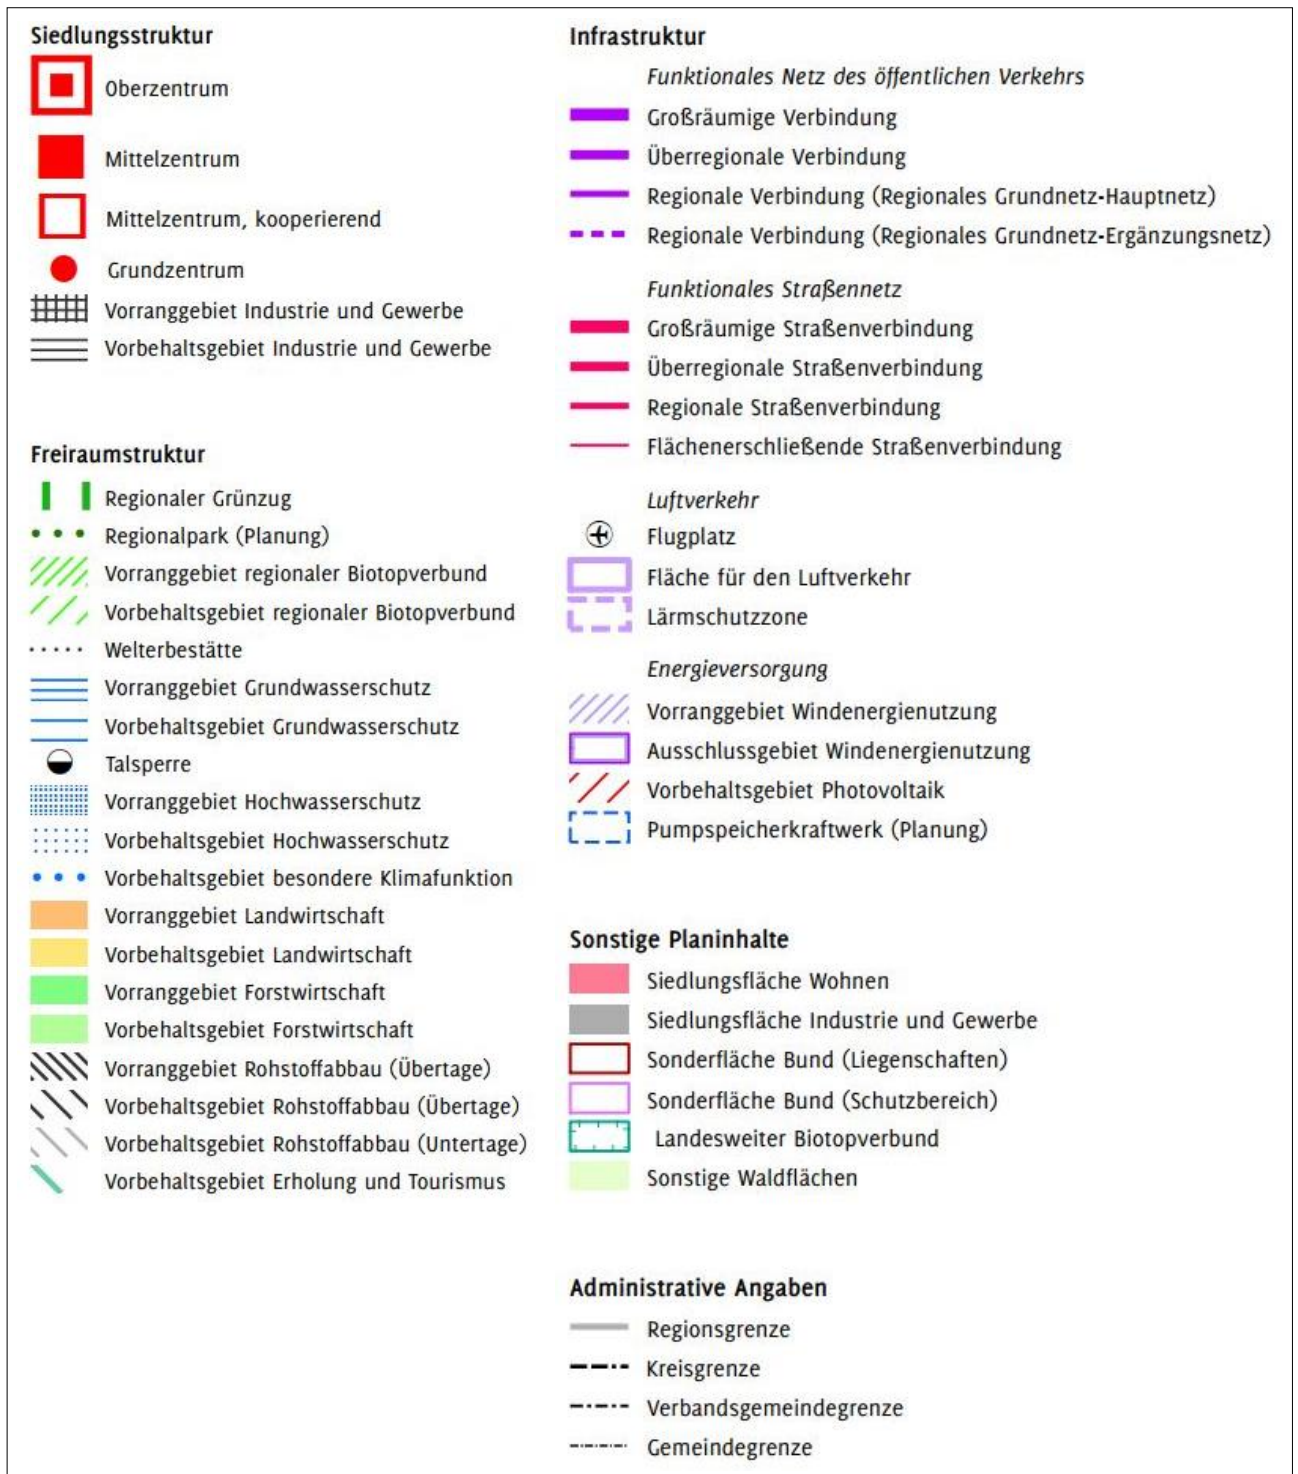 Siedlungsstruktur
Oberzentrum
Mittelzentrum
Mittelzentrum, kooperierend
Grundzentrum
Vorranggebiet Industrie und Gewerbe
Vorbehaltsgebiet Industrie und Gewerbe
Freiraumstruktur
Regionaler Grünzug
Regionalpark (Planung)
Vorranggebiet regionaler Biotopverbund
Vorbehaltsgebiet regionaler Biotopverbund
Welterbestätte
Vorranggebiet Grundwasserschutz
Vorbehaltsgebiet Grundwasserschutz
Talsperre
Vorranggebiet Hochwasserschutz
Vorbehaltsgebiet Hochwasserschutz
Vorbehaltsgebiet besondere Klimafunktion
Vorranggebiet Landwirtschaft
Vorbehaltsgebiet Landwirtschaft
Vorranggebiet Forstwirtschaft
Vorbehaltsgebiet Forstwirtschaft
Vorranggebiet Rohstoffabbau (Übertage)
Vorbehaltsgebiet Rohstoffabbau (Übertage)
Vorbehaltsgebiet Rohstoffabbau (Untertage)
Vorbehaltsgebiet Erholung und Tourismus
Infrastruktur
Funktionales Netz des öffentlichen Verkehrs
Großräumige Verbindung
Überregionale Verbindung
Regionale Verbindung (Regionales Grundnetz-Hauptnetz)
Regionale Verbindung (Regionales Grundnetz-Ergänzungsnetz)
Funktionales Straßennetz
Großräumige Straßenverbindung
Überregionale Straßenverbindung
Regionale Straßenverbindung
Flächenerschließende Straßenverbindung
Luftverkehr
Flugplatz
Fläche für den Luftverkehr
Lärmschutzzone
Energieversorgung
Vorranggebiet Windenergienutzung
Ausschlussgebiet Windenergienutzung
Vorbehaltsgebiet Photovoltaik
Pumpspeicherkraftwerk (Planung)
Sonstige Planinhalte
Siedlungsfläche Wohnen
Siedlungsfläche Industrie und Gewerbe
Sonderfläche Bund (Liegenschaften)
Sonderfläche Bund (Schutzbereich)
Landesweiter Biotopverbund
Sonstige Waldflächen
Administrative Angaben
Regionsgrenze
Kreisgrenze
Verbandsgemeindegrenze
Gemeindegrenze